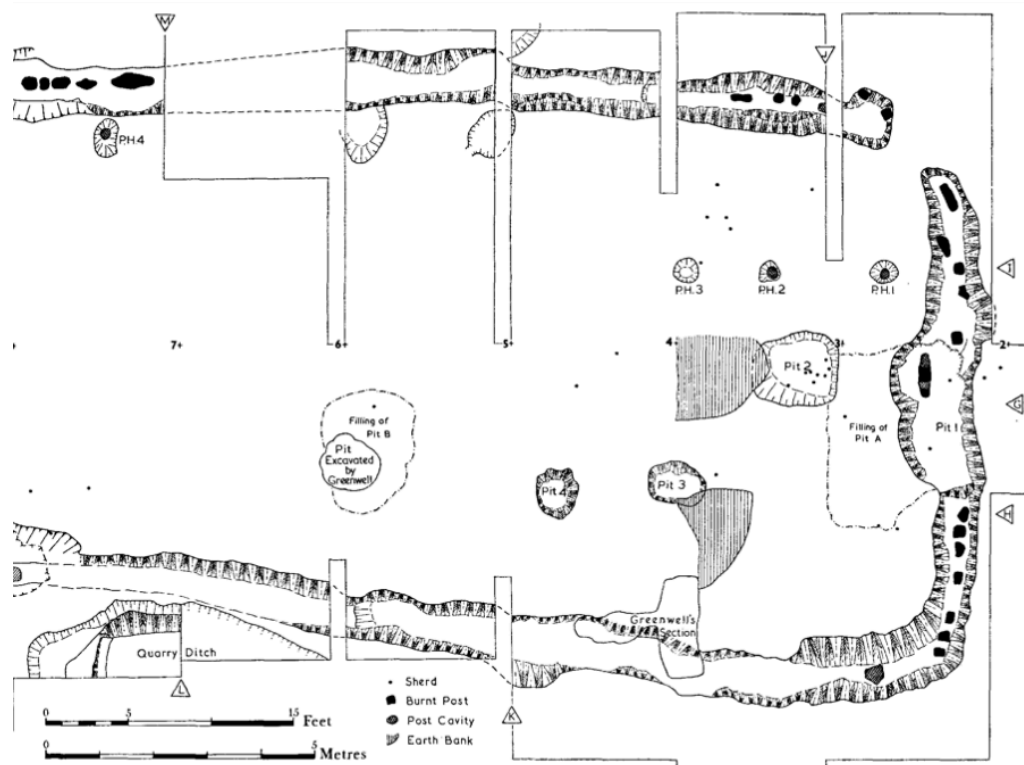 M
J
P.H.4
P.H.3
P.H.2
P.H.1
I
7+
6+
5+
4+
3+
2+
Pit 2
G
Filling of
Pit B
Pit
Excavated
by
Greenwell
Filling of
Pit A
Pit 1
Pit 4
Pit 3
H
Greenwell's
Section
Quarry Ditch
L
K
Sherd
Burnt Post
Post Cavity
Earth Bank
0 5 15 Feet
0 5 Metres